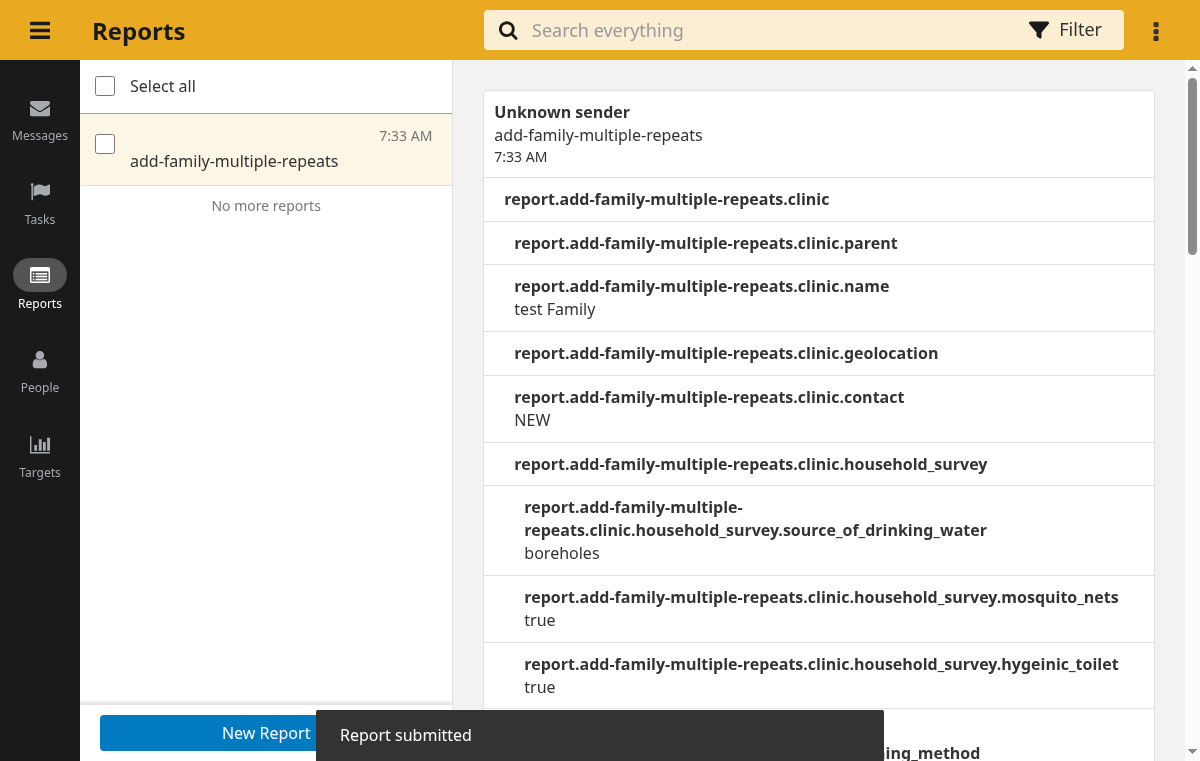 Reports
Search everything
Filter
Messages
Tasks
Reports
People
Targets
Select all
7:33 AM
add-family-multiple-repeats
No more reports
New Report
Unknown sender
add-family-multiple-repeats
7:33 AM
report.add-family-multiple-repeats.clinic
report.add-family-multiple-repeats.clinic.parent
report.add-family-multiple-repeats.clinic.name
test Family
report.add-family-multiple-repeats.clinic.geolocation
report.add-family-multiple-repeats.clinic.contact
NEW
report.add-family-multiple-repeats.clinic.household_survey
report.add-family-multiple-
repeats.clinic.household_survey.source_of_drinking_water
boreholes
report.add-family-multiple-repeats.clinic.household_survey.mosquito_nets
true
report.add-family-multiple-repeats.clinic.household_survey.hygeinic_toilet
true
ing_method
Report submitted